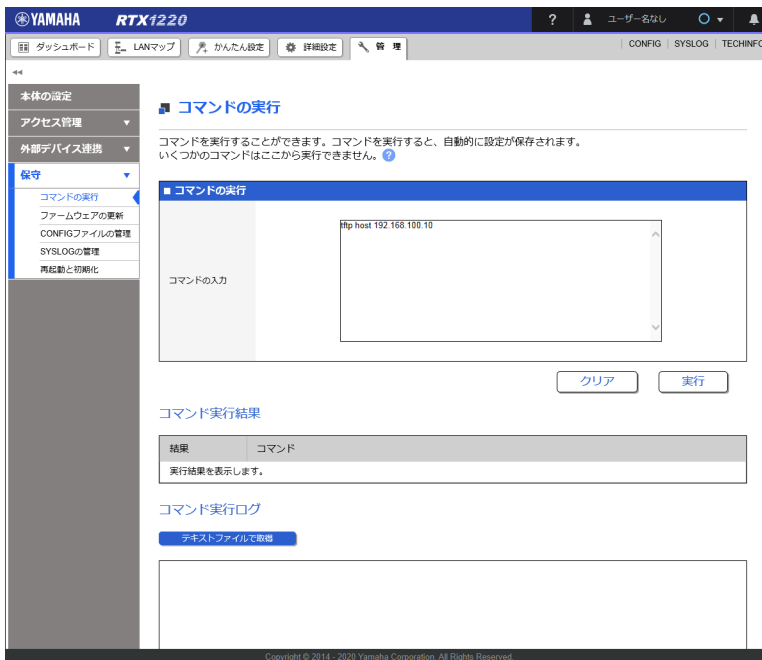 YAMAHA RTX1220 ? ユーザー名なし
ダッシュボード LANマップ かんたん設定 詳細設定 管理 CONFIG SYSLOG TECHINFO
本体の設定
アクセス管理
外部デバイス連携
保守
コマンドの実行
ファームウェアの更新
CONFIGファイルの管理
SYSLOGの管理
再起動と初期化
コマンドの実行
コマンドを実行することができます。コマンドを実行すると、自動的に設定が保存されます。
いくつかのコマンドはここから実行できません。?
■ コマンドの実行
コマンドの入力
tftp host 192.168.100.10
クリア 実行
コマンド実行結果
結果 コマンド
実行結果を表示します。
コマンド実行ログ
テキストファイルで取得
Copyright © 2014 - 2020 Yamaha Corporation. All Rights Reserved.